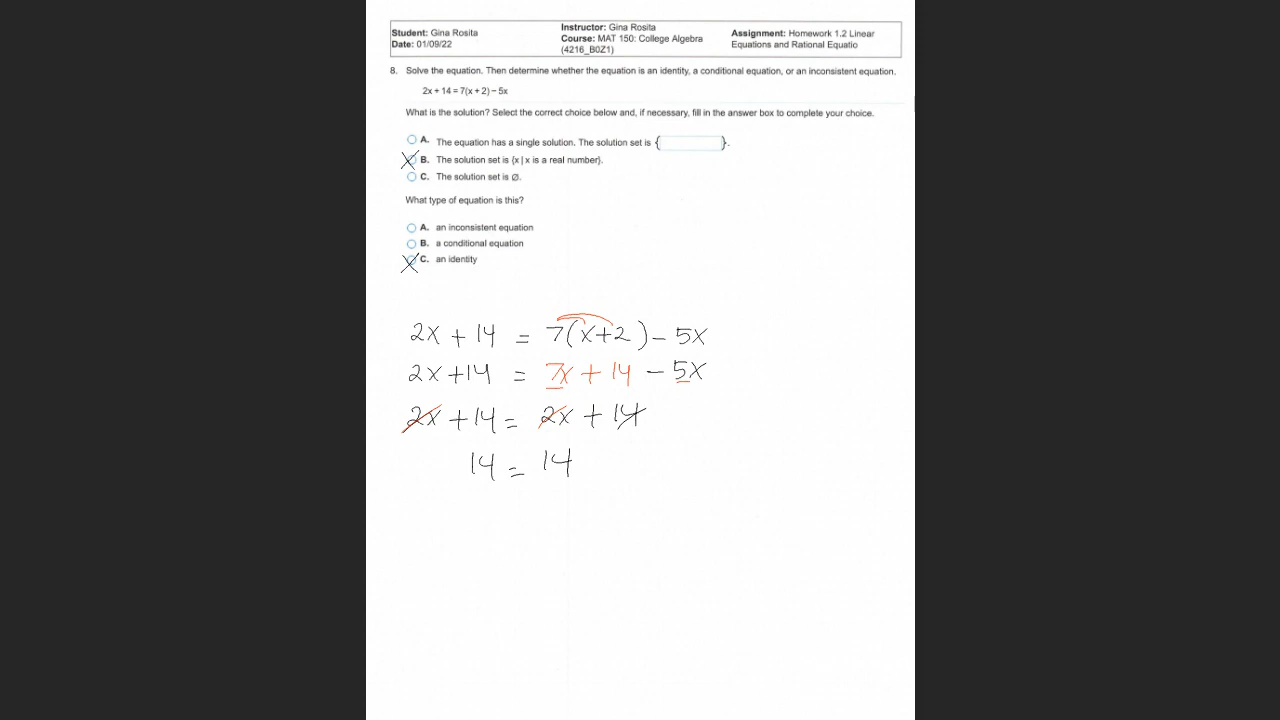 Student: Gina Rosita
Date: 01/09/22
Instructor: Gina Rosita
Course: MAT 150: College Algebra
(4216_B0Z1)
Assignment: Homework 1.2 Linear
Equations and Rational Equatio
8. Solve the equation. Then determine whether the equation is an identity, a conditional equation, or an inconsistent equation.
2x + 14 = 7(x + 2) – 5x
What is the solution? Select the correct choice below and, if necessary, fill in the answer box to complete your choice.
A. The equation has a single solution. The solution set is { }.
B. The solution set is {x | x is a real number}.
C. The solution set is ∅.
What type of equation is this?
A. an inconsistent equation
B. a conditional equation
C. an identity
2x + 14 = 7(x+2) – 5x
2x +14 = 7x + 14 – 5x
2x + 14 = 2x + 14
14 = 14